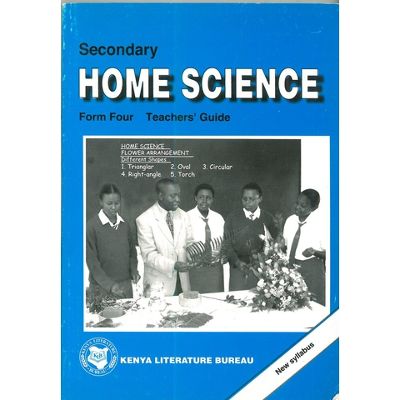 Secondary
HOME SCIENCE
Form Four Teachers' Guide
HOME SCIENCE
FLOWER ARRANGEMENT
Different Shapes
1. Trianglar 2. Oval 3. Circular
4. Right-angle 5. Torch
New syllabus
KENYA LITERATURE BUREAU